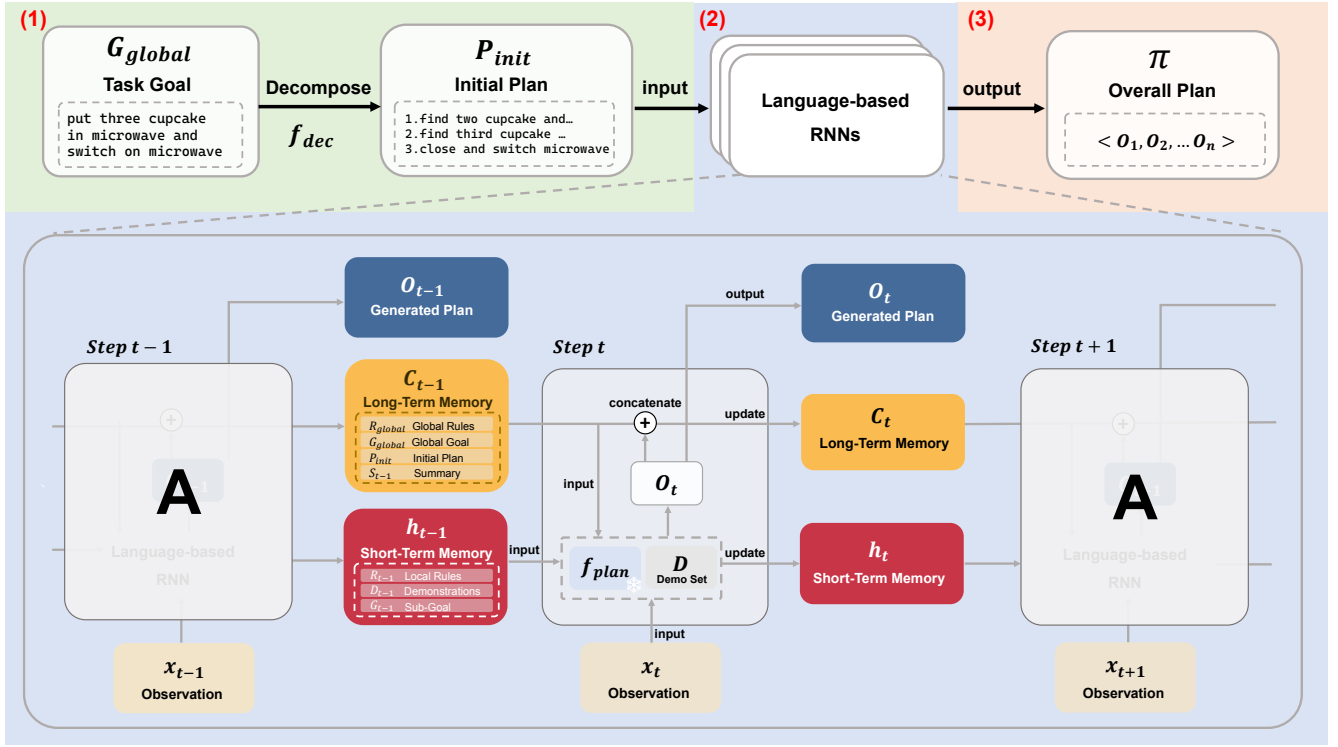 (1)
G_global
Task Goal
put three cupcake
in microwave and
switch on microwave
Decompose
f_dec
P_init
Initial Plan
1.find two cupcake and…
2.find third cupcake …
3.close and switch microwave
input
(2)
Language-based
RNNs
output
(3)
π
Overall Plan
< O_1, O_2, … O_n >
O_{t−1}
Generated Plan
output
O_t
Generated Plan
Step t − 1
Step t
Step t + 1
A
Language-based
RNN
C_{t−1}
Long-Term Memory
R_global Global Rules
G_global Global Goal
P_init Initial Plan
S_{t−1} Summary
concatenate
+
update
input
O_t
C_t
Long-Term Memory
h_{t−1}
Short-Term Memory
R_{t−1} Local Rules
D_{t−1} Demonstrations
G_{t−1} Sub-Goal
input
f_plan
D
Demo Set
update
input
h_t
Short-Term Memory
A
Language-based
RNN
x_{t−1}
Observation
x_t
Observation
x_{t+1}
Observation